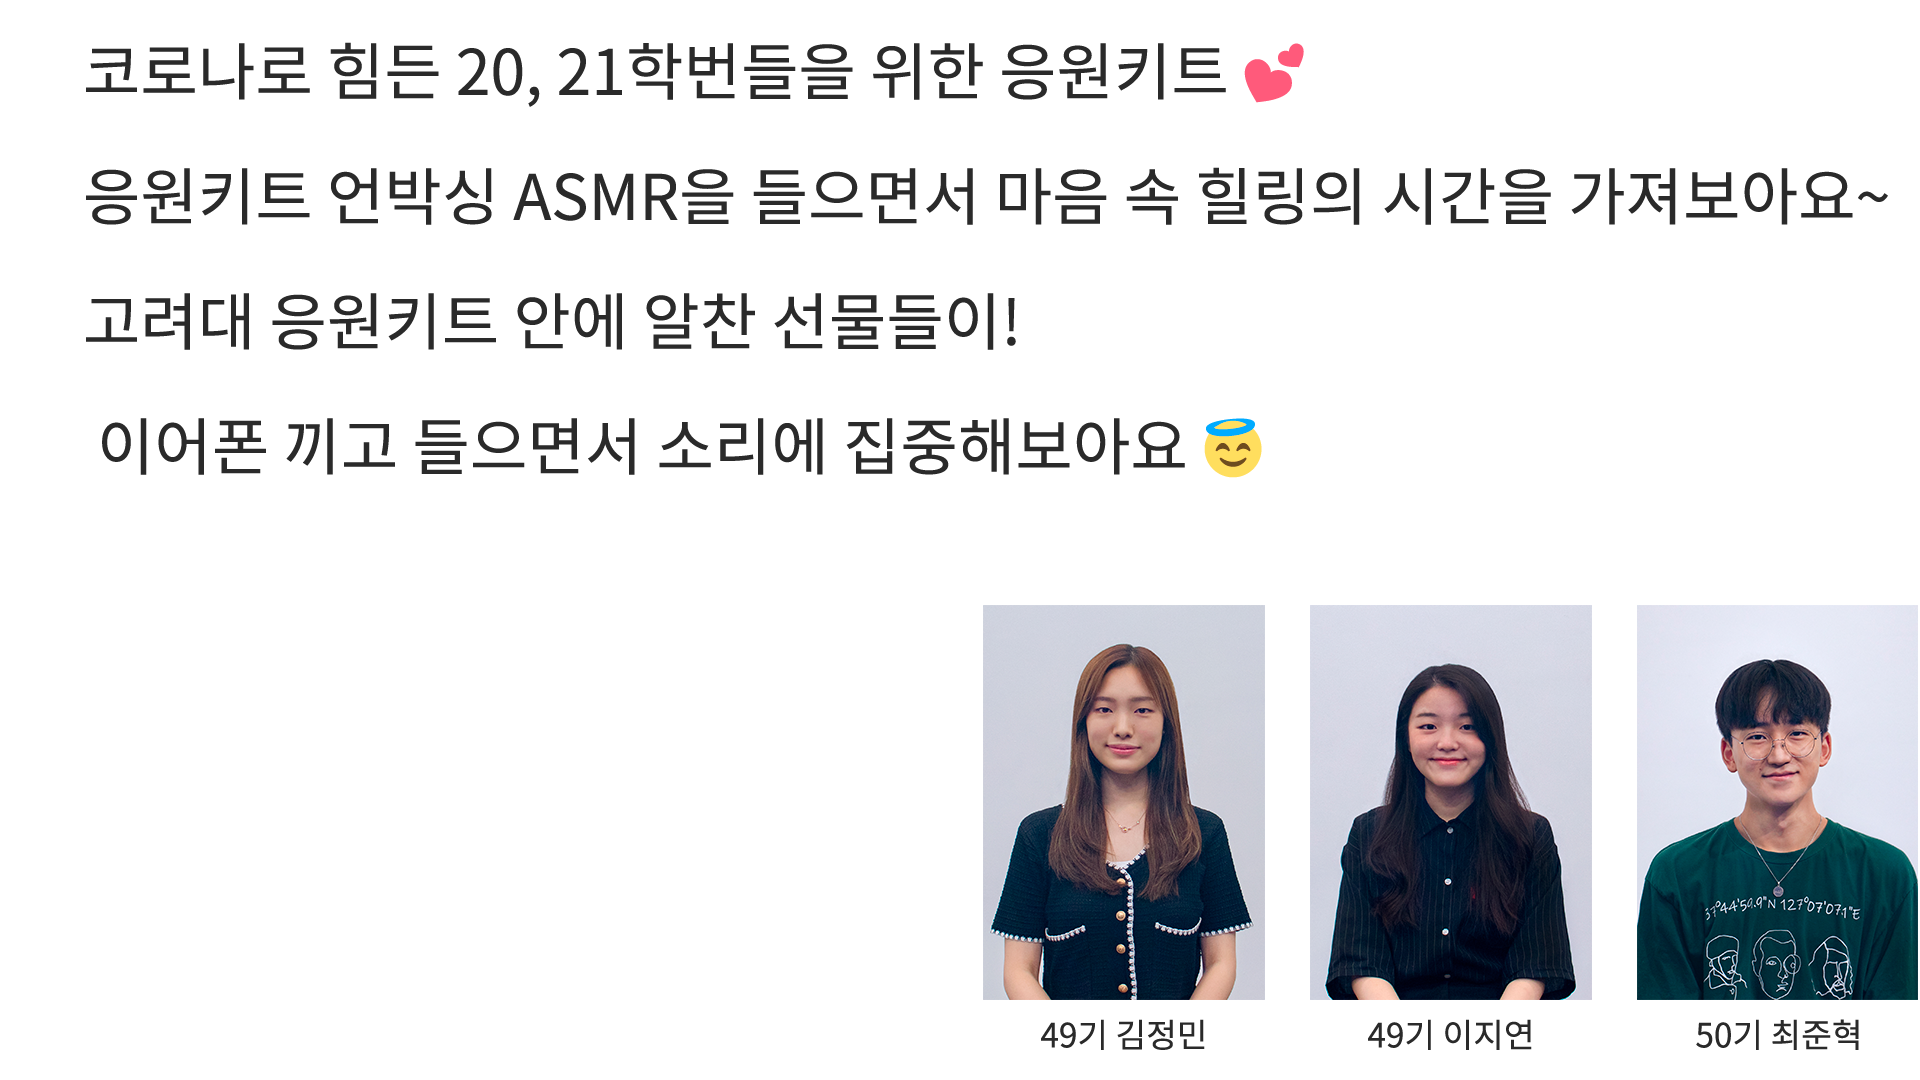 코로나로 힘든 20, 21학번들을 위한 응원키트 💕
응원키트 언박싱 ASMR을 들으면서 마음 속 힐링의 시간을 가져보아요~
고려대 응원키트 안에 알찬 선물들이!
이어폰 끼고 들으면서 소리에 집중해보아요 😇
37°44'59.9"N 127°07'07.1"E
49기 김정민
49기 이지연
50기 최준혁